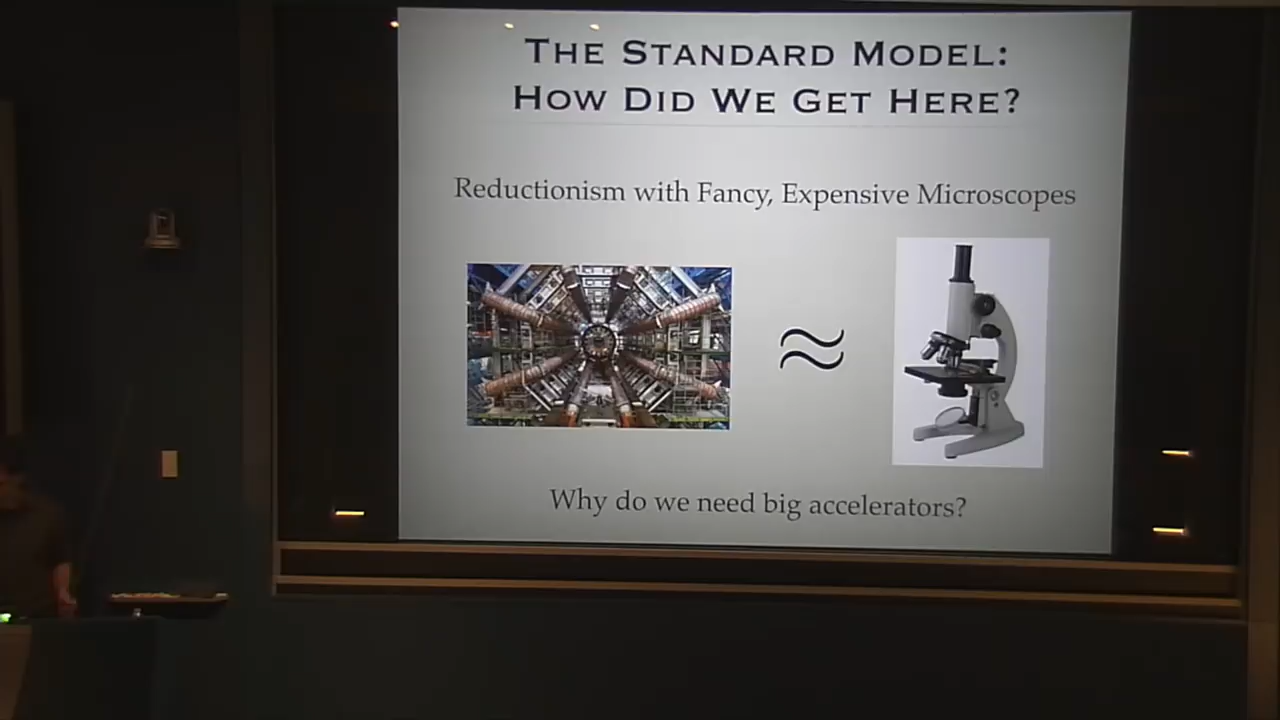 THE STANDARD MODEL:
HOW DID WE GET HERE?
Reductionism with Fancy, Expensive Microscopes
≈
Why do we need big accelerators?